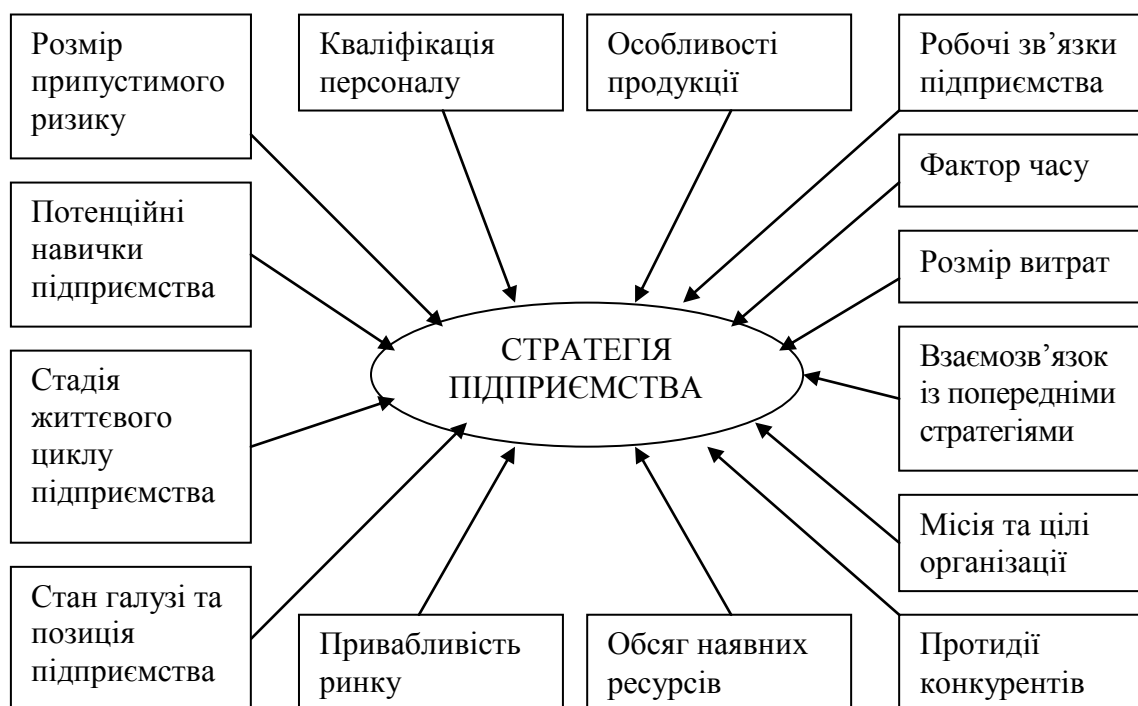 Розмір
припустимого
ризику
Кваліфікація
персоналу
Особливості
продукції
Робочі зв’язки
підприємства
Фактор часу
Потенційні
навички
підприємства
Розмір витрат
СТРАТЕГІЯ
ПІДПРИЄМСТВА
Взаємозв’язок
із попередніми
стратегіями
Стадія
життєвого
циклу
підприємства
Місія та цілі
організації
Стан галузі та
позиція
підприємства
Привабливість
ринку
Обсяг наявних
ресурсів
Протидії
конкурентів